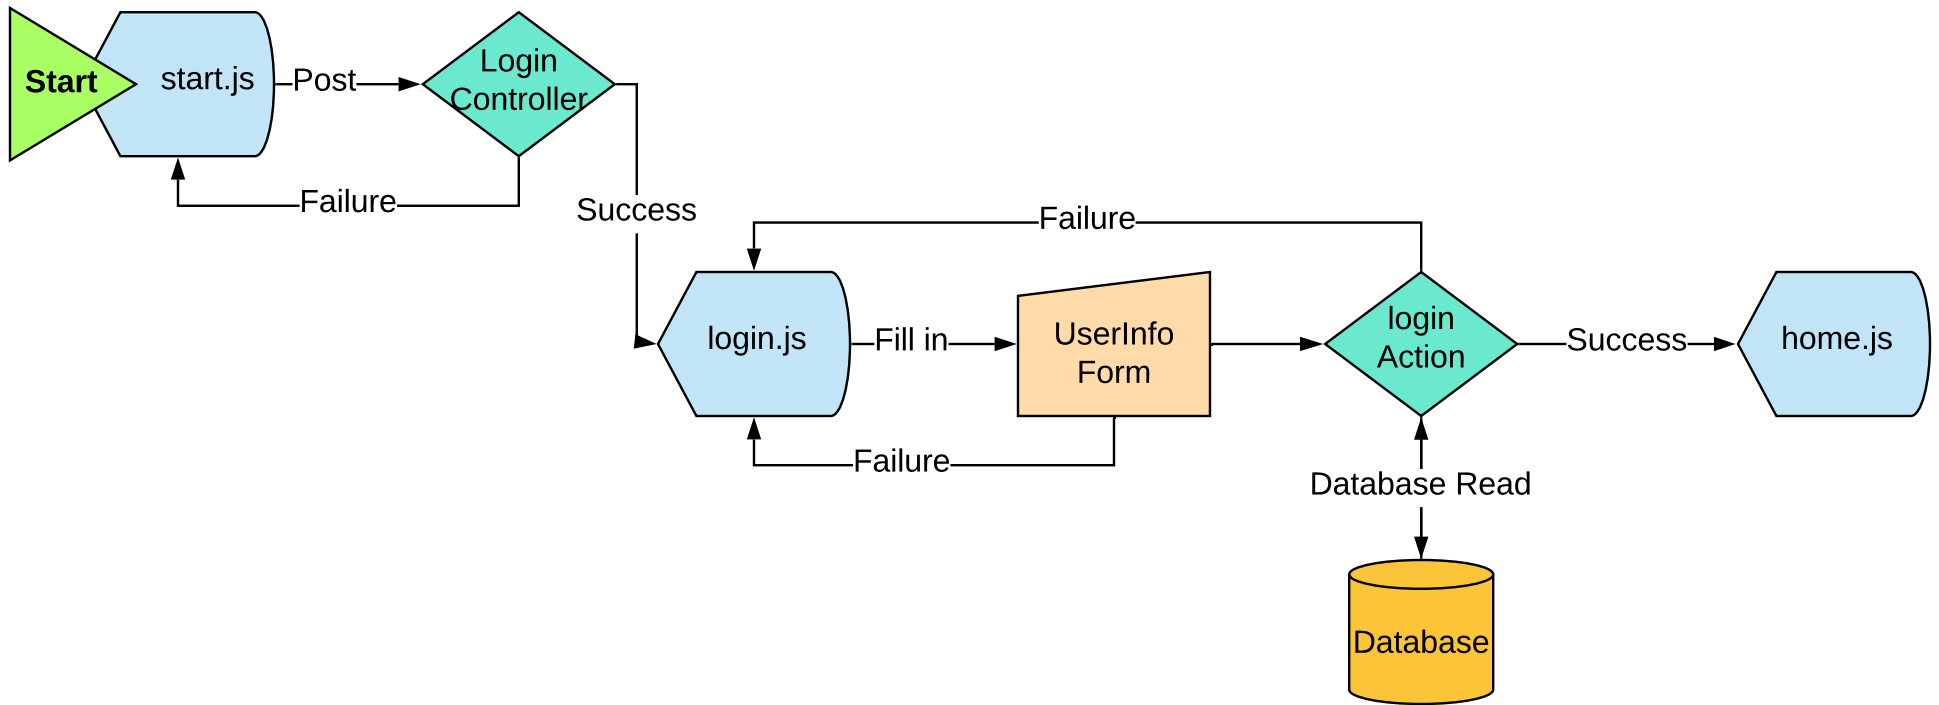 Start
start.js
Post
Login
Controller
Failure
Success
Failure
login.js
Fill in
UserInfo
Form
login
Action
Success
home.js
Failure
Database Read
Database